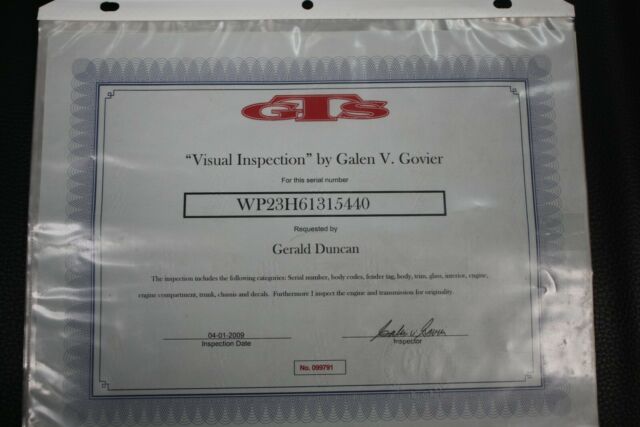 GTS
“Visual Inspection” by Galen V. Govier
For this serial number
WP23H61315440
Requested by
Gerald Duncan
The inspection includes the following categories: Serial number, body codes, fender tag, body, trim, glass, interior, engine,
engine compartment, trunk, chassis and decals. Furthermore I inspect the engine and transmission for originality.
04-01-2009
Galen V. Govier
Inspection Date
Inspector
No. 099791